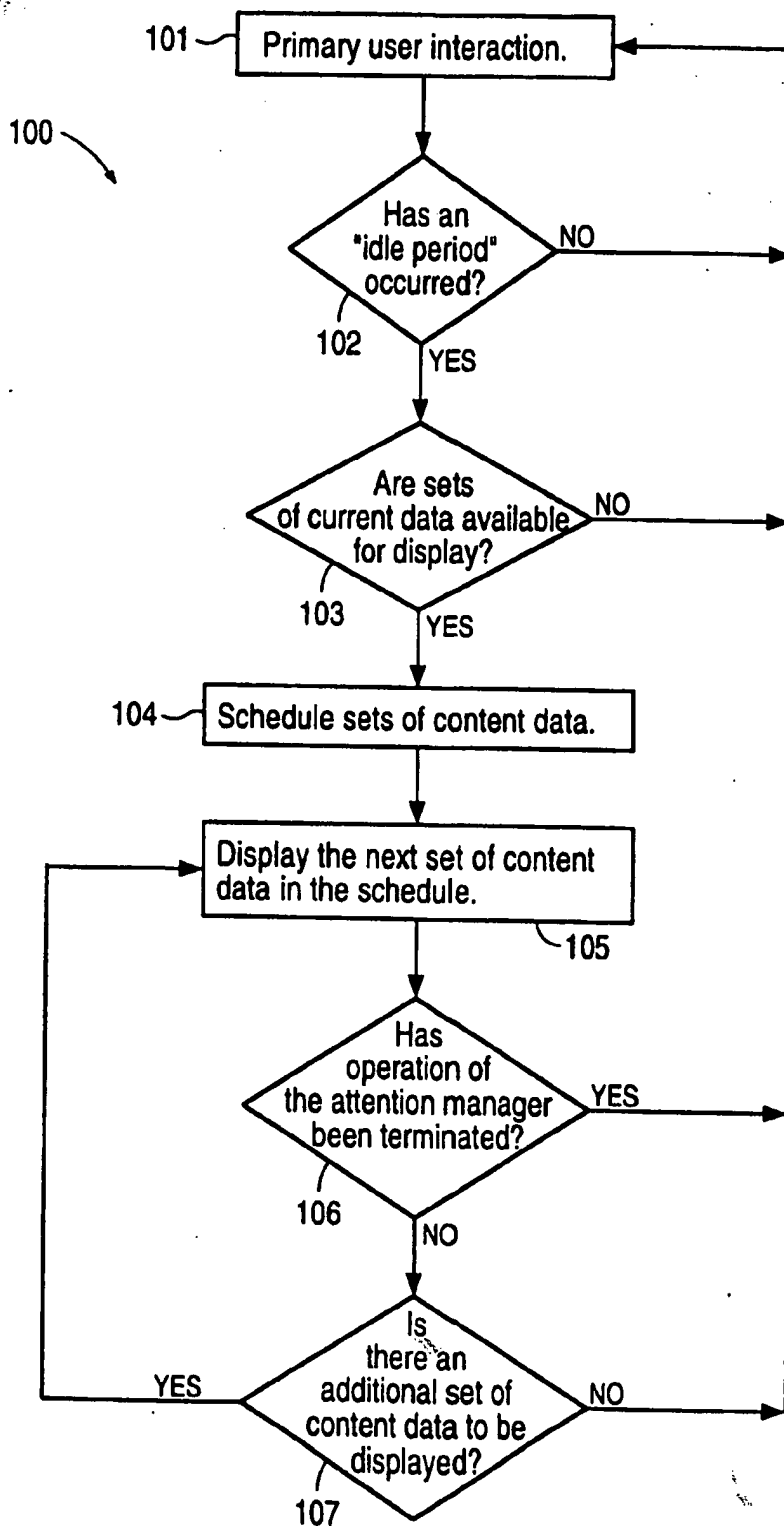 101
Primary user interaction.
100
Has an
"idle period"
occurred?
NO
102
YES
Are sets
of current data available
for display?
NO
103
YES
104
Schedule sets of content data.
Display the next set of content
data in the schedule.
105
Has
operation of
the attention manager
been terminated?
YES
106
NO
Is
there an
additional set of
content data to be
displayed?
YES
NO
107